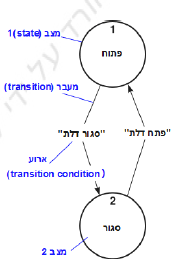 מצב (state)1
1
פתוח
מעבר (transition)
"סגור דלת"
"פתח דלת"
ארוע
(transition condition)
2
סגור
מצב 2